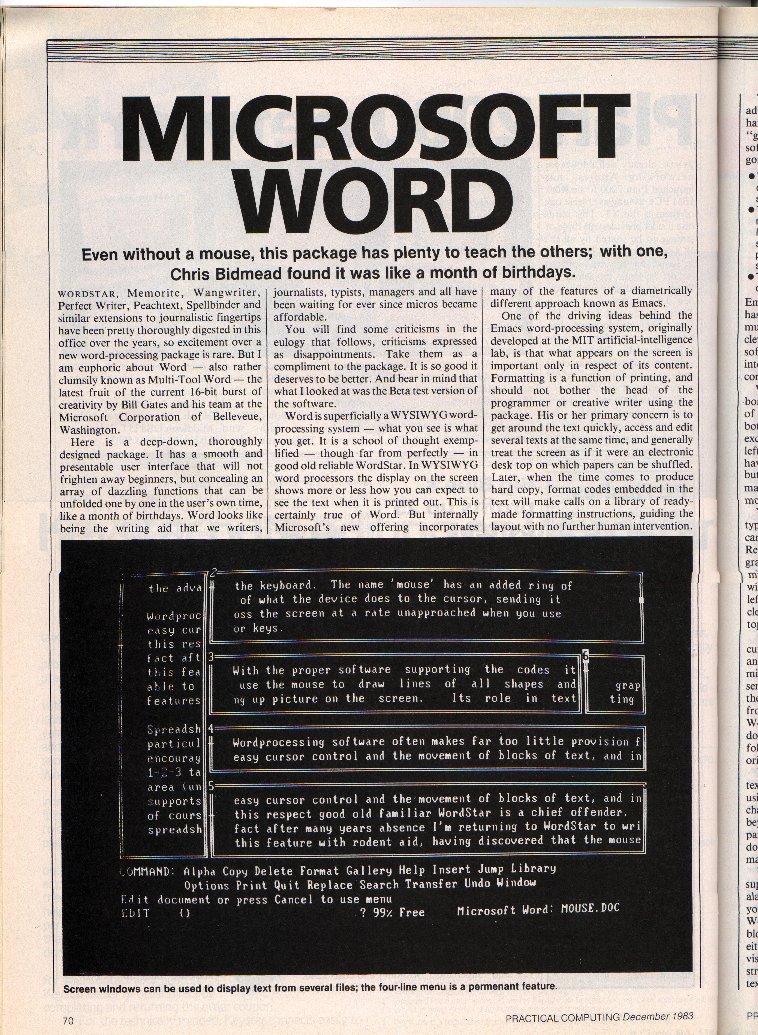 MICROSOFT
WORD
Even without a mouse, this package has plenty to teach the others; with one,
Chris Bidmead found it was like a month of birthdays.
WORDSTAR, Memorite, Wangwriter,
Perfect Writer, Peachtext, Spellbinder and
similar extensions to journalistic fingertips
have been pretty thoroughly digested in this
office over the years, so excitement over a
new word-processing package is rare. But I
am euphoric about Word — also rather
clumsily known as Multi-Tool Word — the
latest fruit of the current 16-bit burst of
creativity by Bill Gates and his team at the
Microsoft Corporation of Belleveue,
Washington.
Here is a deep-down, thoroughly
designed package. It has a smooth and
presentable user interface that will not
frighten away beginners, but concealing an
array of dazzling functions that can be
unfolded one by one in the user's own time,
like a month of birthdays. Word looks like
being the writing aid that we writers,
journalists, typists, managers and all have
been waiting for ever since micros became
affordable.
You will find some criticisms in the
eulogy that follows, criticisms expressed
as disappointments. Take them as a
compliment to the package. It is so good it
deserves to be better. And bear in mind that
what I looked at was the Beta test version of
the software.
Word is superficially a WYSIWYG word-
processing system — what you see is what
you get. It is a school of thought exemp-
lified — though far from perfectly — in
good old reliable WordStar. In WYSIWYG
word processors the display on the screen
shows more or less how you can expect to
see the text when it is printed out. This is
certainly true of Word. But internally
Microsoft's new offering incorporates
many of the features of a diametrically
different approach known as Emacs.
One of the driving ideas behind the
Emacs word-processing system, originally
developed at the MIT artificial-intelligence
lab, is that what appears on the screen is
important only in respect of its content.
Formatting is a function of printing, and
should not bother the head of the
programmer or creative writer using the
package. His or her primary concern is to
get around the text quickly, access and edit
several texts at the same time, and generally
treat the screen as if it were an electronic
desk top on which papers can be shuffled.
Later, when the time comes to produce
hard copy, format codes embedded in the
text will make calls on a library of ready-
made formatting instructions, guiding the
layout with no further human intervention.
the adva
Wordproc
easy cur
this res
fact aft
this fea
able to
features
Spreadsh
particul
encourag
1-2-3 ta
area (un
supports
of cours
spreadsh
2
the keyboard. The name 'mouse' has an added ring of
of what the device does to the cursor, sending it
oss the screen at a rate unapproached when you use
or keys.
3
With the proper software supporting the codes it
use the mouse to draw lines of all shapes and
ng up picture on the screen. Its role in text
6
grap
ting
4
Wordprocessing software often makes far too little provision f
easy cursor control and the movement of blocks of text, and in
5
easy cursor control and the movement of blocks of text, and in
this respect good old familiar WordStar is a chief offender.
fact after many years absence I'm returning to WordStar to wri
this feature with rodent aid, having discovered that the mouse
COMMAND: Alpha Copy Delete Format Gallery Help Insert Jump Library
Options Print Quit Replace Search Transfer Undo Window
Edit document or press Cancel to use menu
EDIT {} ? 99% Free Microsoft Word: MOUSE.DOC
Screen windows can be used to display text from several files; the four-line menu is a permenant feature.
70
PRACTICAL COMPUTING December 1983